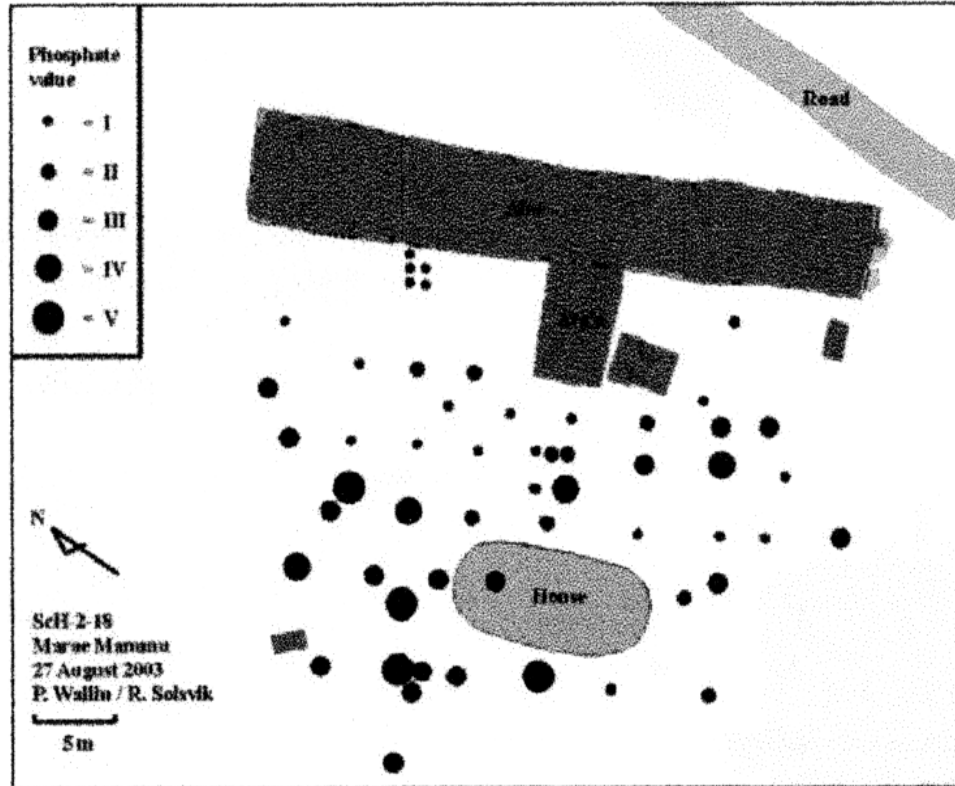 Phosphate
value
= I
= II
= III
= IV
= V
Road
N
House
ScH-2-18
Marae Manunu
27 August 2003
P. Wallin / R. Solsvik
5 m